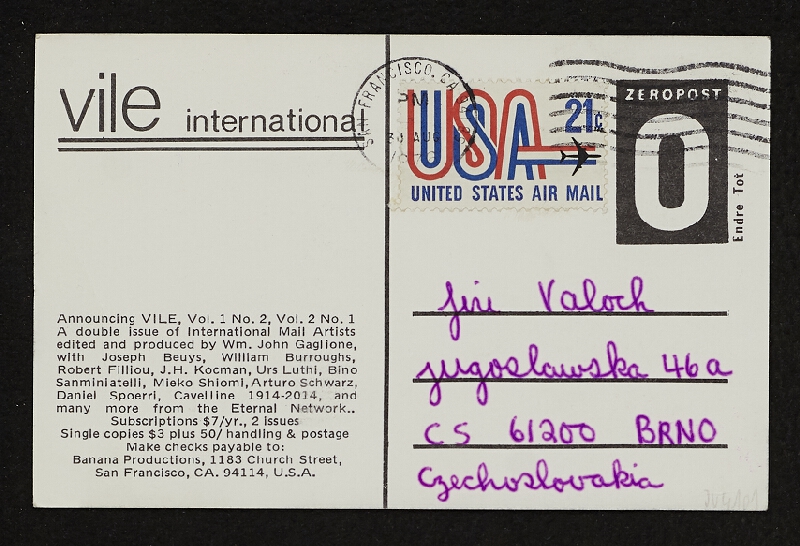 vile international
Announcing VILE, Vol. 1 No. 2, Vol. 2 No. 1
A double issue of International Mail Artists
edited and produced by Wm. John Gaglione,
with Joseph Beuys, William Burroughs,
Robert Filliou, J.H. Kocman, Urs Luthi, Bino
Sanminiatelli, Mieko Shiomi, Arturo Schwarz,
Daniel Spoerri, Cavelline 1914-2014, and
many more from the Eternal Network..
Subscriptions $7/yr., 2 issues
Single copies $3 plus 50/ handling & postage
Make checks payable to:
Banana Productions, 1183 Church Street,
San Francisco, CA. 94114, U.S.A.
SAN FRANCISCO, CA
PM
30 AUG
USA 21c
UNITED STATES AIR MAIL
ZEROPOST
0
Endre Tot
Jiri Valoch
jugoslawska 46a
CS 61200 BRNO
Czechoslovakia